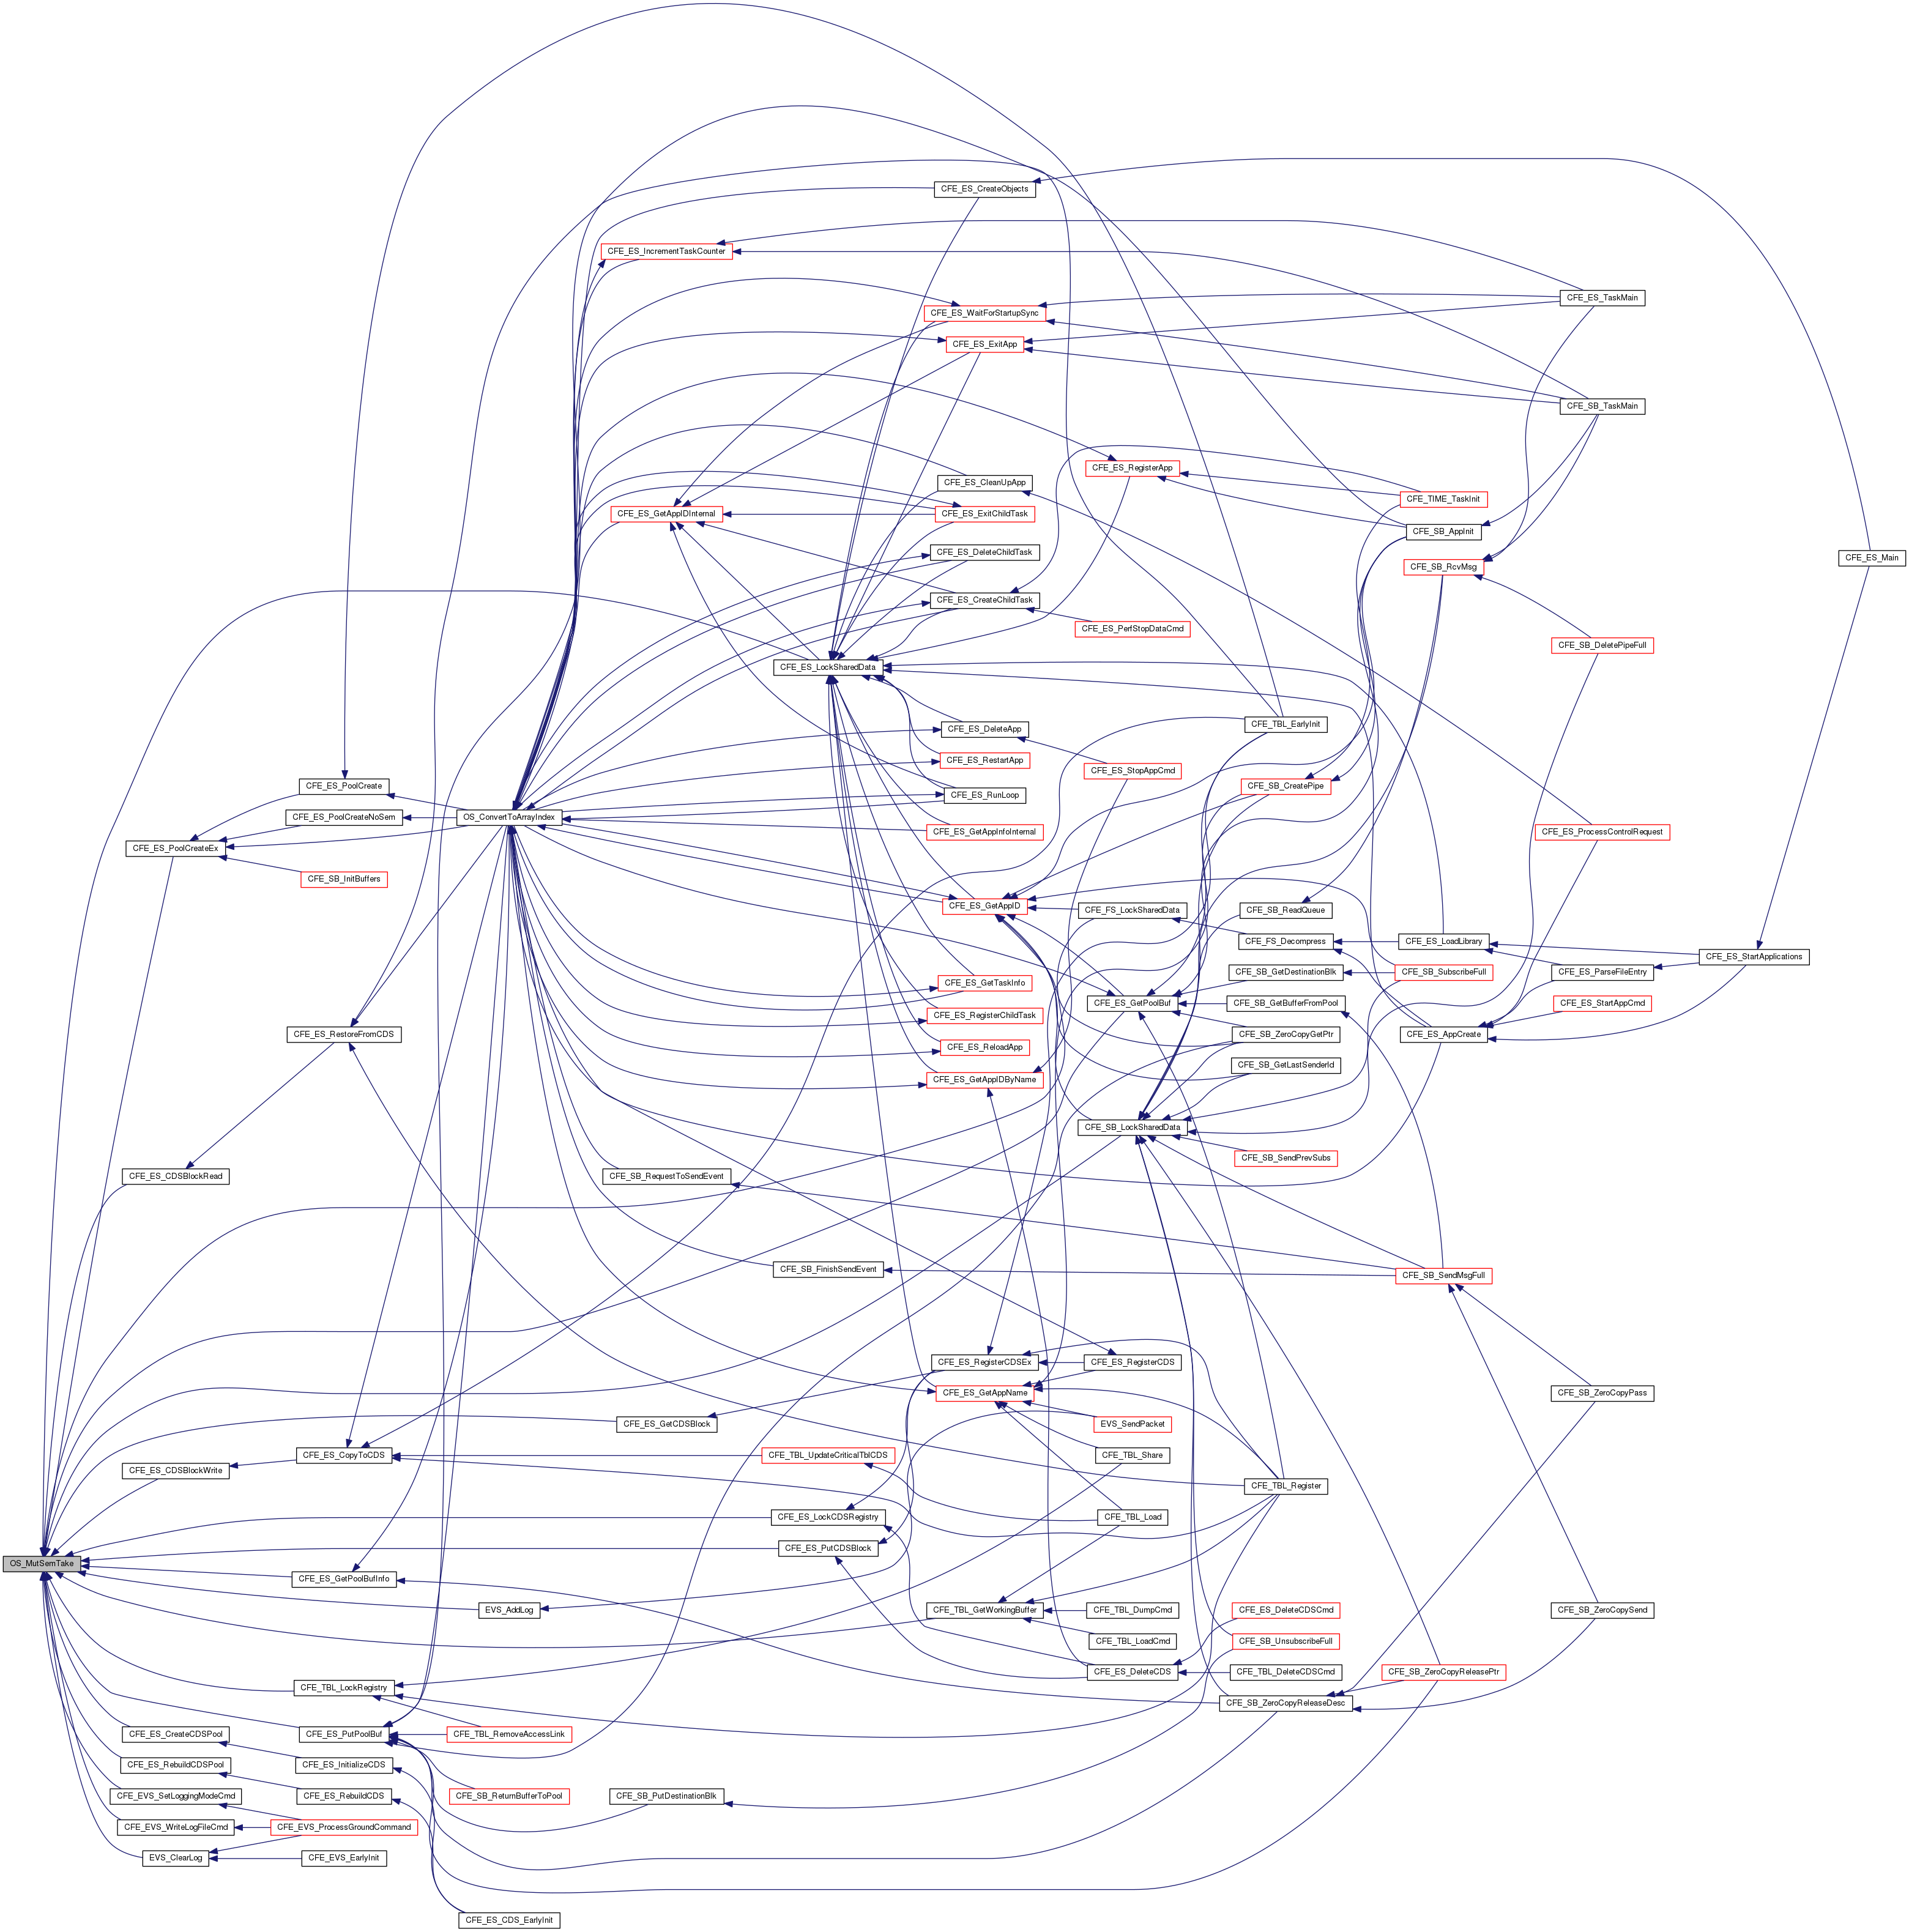 CFE_ES_CreateObjects
CFE_ES_IncrementTaskCounter
CFE_ES_TaskMain
CFE_ES_WaitForStartupSync
CFE_ES_ExitApp
CFE_SB_TaskMain
CFE_ES_RegisterApp
CFE_ES_CleanUpApp
CFE_TIME_TaskInit
CFE_ES_GetAppIDInternal
CFE_ES_ExitChildTask
CFE_SB_AppInit
CFE_ES_DeleteChildTask
CFE_ES_Main
CFE_SB_RcvMsg
CFE_ES_CreateChildTask
CFE_ES_PerfStopDataCmd
CFE_SB_DeletePipeFull
CFE_ES_LockSharedData
CFE_TBL_EarlyInit
CFE_ES_DeleteApp
CFE_ES_RestartApp
CFE_ES_StopAppCmd
CFE_ES_PoolCreate
CFE_SB_CreatePipe
CFE_ES_RunLoop
CFE_ES_PoolCreateNoSem
OS_ConvertToArrayIndex
CFE_ES_GetAppInfoInternal
CFE_ES_ProcessControlRequest
CFE_ES_PoolCreateEx
CFE_SB_InitBuffers
CFE_ES_GetAppID
CFE_FS_LockSharedData
CFE_SB_ReadQueue
CFE_FS_Decompress
CFE_ES_LoadLibrary
CFE_ES_StartApplications
CFE_SB_GetDestinationBlk
CFE_SB_SubscribeFull
CFE_ES_ParseFileEntry
CFE_ES_GetTaskInfo
CFE_ES_GetPoolBuf
CFE_SB_GetBufferFromPool
CFE_ES_StartAppCmd
CFE_ES_RegisterChildTask
CFE_ES_RestoreFromCDS
CFE_SB_ZeroCopyGetPtr
CFE_ES_AppCreate
CFE_ES_ReloadApp
CFE_SB_GetLastSenderId
CFE_ES_GetAppIDByName
CFE_SB_LockSharedData
CFE_SB_SendPrevSubs
CFE_ES_CDSBlockRead
CFE_SB_RequestToSendEvent
CFE_SB_FinishSendEvent
CFE_SB_SendMsgFull
CFE_ES_RegisterCDSEx
CFE_ES_RegisterCDS
CFE_ES_GetAppName
CFE_SB_ZeroCopyPass
CFE_ES_GetCDSBlock
EVS_SendPacket
CFE_ES_CopyToCDS
CFE_TBL_UpdateCriticalTblCDS
CFE_TBL_Share
CFE_ES_CDSBlockWrite
CFE_TBL_Register
CFE_ES_LockCDSRegistry
CFE_TBL_Load
CFE_ES_PutCDSBlock
OS_MutSemTake
CFE_ES_GetPoolBufInfo
EVS_AddLog
CFE_TBL_GetWorkingBuffer
CFE_TBL_DumpCmd
CFE_ES_DeleteCDSCmd
CFE_SB_ZeroCopySend
CFE_TBL_LoadCmd
CFE_SB_UnsubscribeFull
CFE_ES_DeleteCDS
CFE_TBL_DeleteCDSCmd
CFE_SB_ZeroCopyReleasePtr
CFE_TBL_LockRegistry
CFE_SB_ZeroCopyReleaseDesc
CFE_ES_CreateCDSPool
CFE_ES_PutPoolBuf
CFE_TBL_RemoveAccessLink
CFE_ES_RebuildCDSPool
CFE_ES_InitializeCDS
CFE_EVS_SetLoggingModeCmd
CFE_ES_RebuildCDS
CFE_SB_ReturnBufferToPool
CFE_SB_PutDestinationBlk
CFE_EVS_WriteLogFileCmd
CFE_EVS_ProcessGroundCommand
EVS_ClearLog
CFE_EVS_EarlyInit
CFE_ES_CDS_EarlyInit